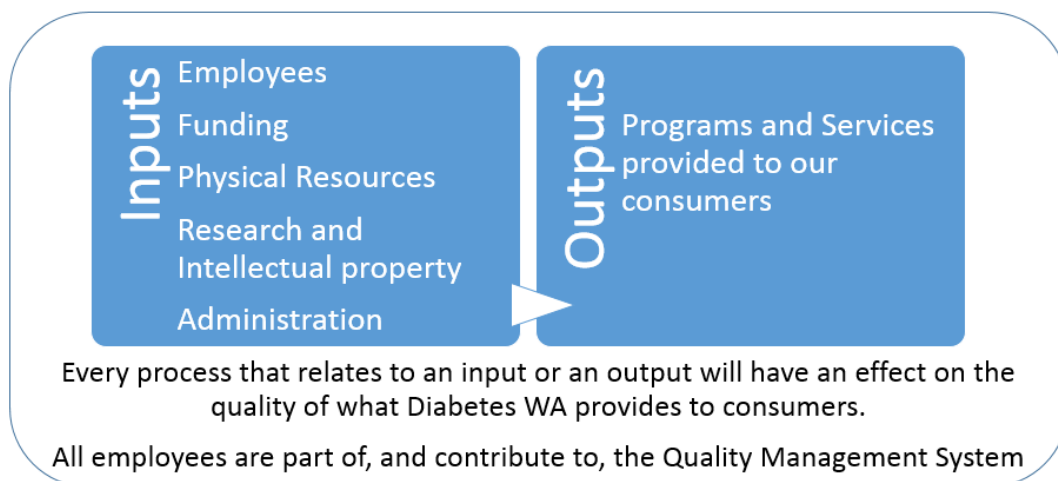 Inputs
Employees
Funding
Physical Resources
Research and
Intellectual property
Administration
Outputs
Programs and Services
provided to our
consumers
Every process that relates to an input or an output will have an effect on the
quality of what Diabetes WA provides to consumers.
All employees are part of, and contribute to, the Quality Management System